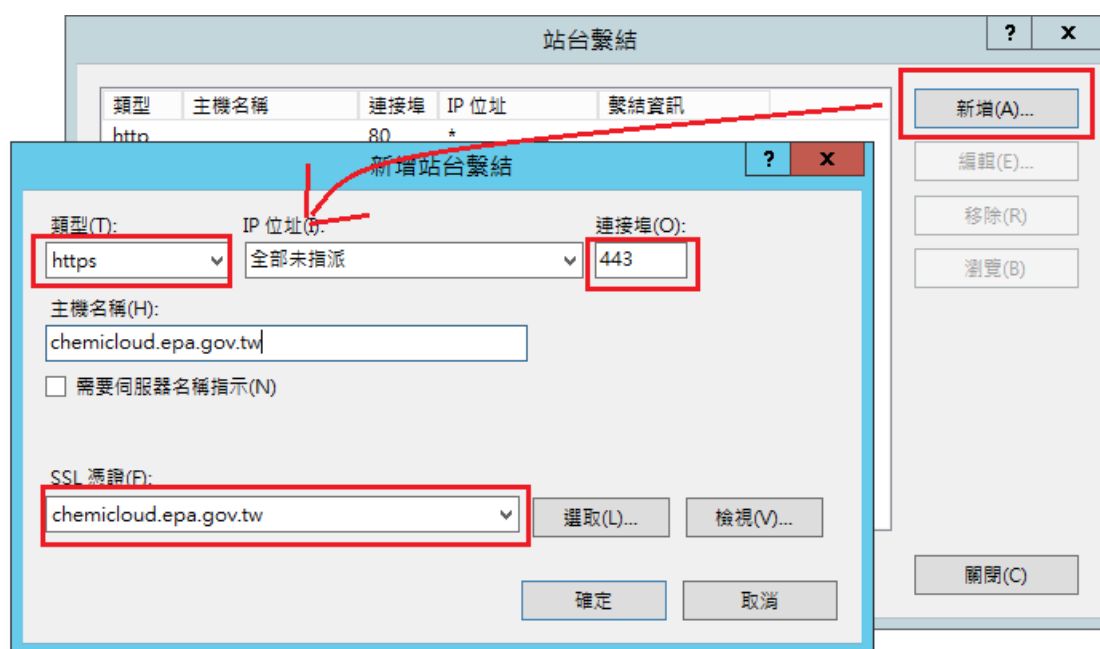 站台繫結
? x
類型 主機名稱 連接埠 IP 位址 繫結資訊
http 80 *
新增(A)...
編輯(E)...
移除(R)
瀏覽(B)
關閉(C)
新增站台繫結
? x
類型(T): IP 位址(I): 連接埠(O):
https 全部未指派 443
主機名稱(H):
chemicloud.epa.gov.tw
需要伺服器名稱指示(N)
SSL 憑證(F):
chemicloud.epa.gov.tw 選取(L)... 檢視(V)...
確定 取消